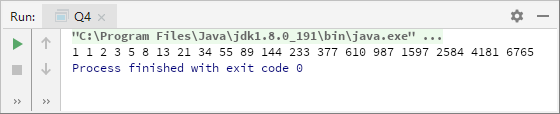 Run: Q4
"C:\Program Files\Java\jdk1.8.0_191\bin\java.exe" ...
1 1 2 3 5 8 13 21 34 55 89 144 233 377 610 987 1597 2584 4181 6765
Process finished with exit code 0